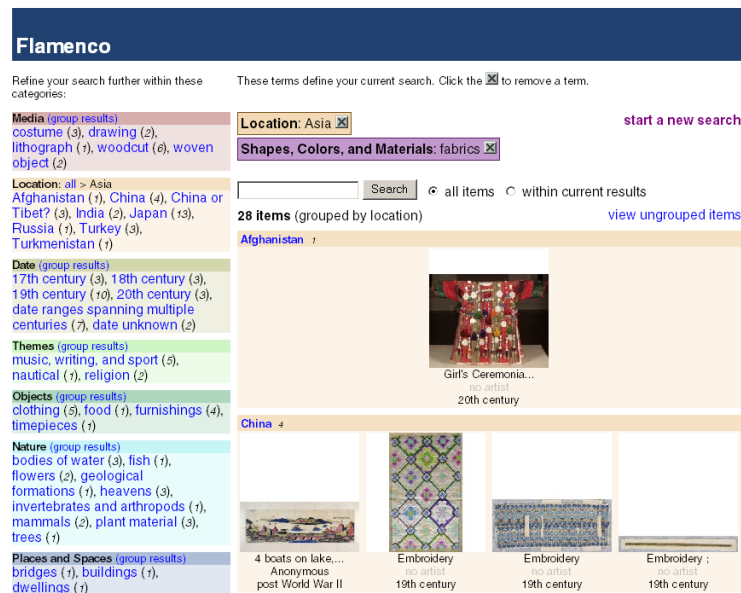 Flamenco
Refine your search further within these
categories:
Media (group results)
costume (3), drawing (2),
lithograph (1), woodcut (6), woven
object (2)
Location: all > Asia
Afghanistan (1), China (4), China or
Tibet? (3), India (2), Japan (13),
Russia (1), Turkey (3),
Turkmenistan (1)
Date (group results)
17th century (3), 18th century (3),
19th century (10), 20th century (3),
date ranges spanning multiple
centuries (7), date unknown (2)
Themes (group results)
music, writing, and sport (5),
nautical (1), religion (2)
Objects (group results)
clothing (5), food (1), furnishings (4),
timepieces (1)
Nature (group results)
bodies of water (3), fish (1),
flowers (2), geological
formations (1), heavens (3),
invertebrates and arthropods (1),
mammals (2), plant material (3),
trees (1)
Places and Spaces (group results)
bridges (1), buildings (1),
dwellings (1)
These terms define your current search. Click the to remove a term.
Location: Asia
start a new search
Shapes, Colors, and Materials: fabrics
Search all items within current results
28 items (grouped by location)
view ungrouped items
Afghanistan 1
Girl's Ceremonia...
no artist
20th century
China 4
4 boats on lake,...
Anonymous
post World War II
Embroidery
no artist
19th century
Embroidery
no artist
19th century
Embroidery ;
no artist
19th century